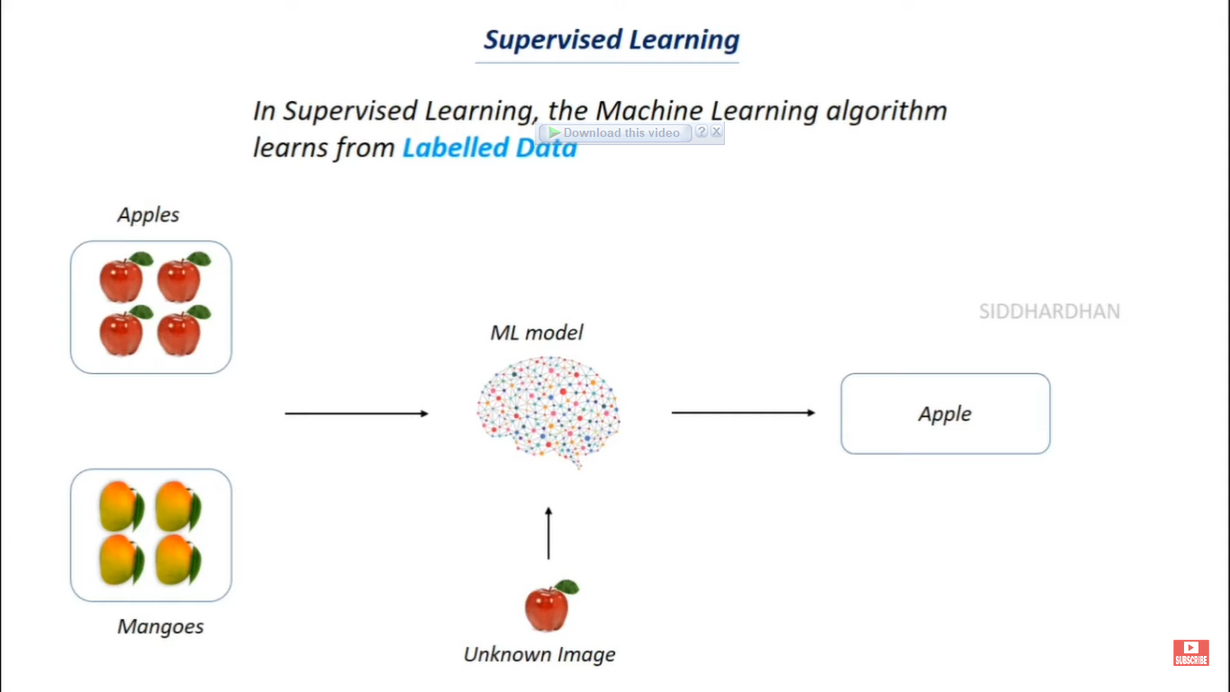 Supervised Learning
In Supervised Learning, the Machine Learning algorithm
Download this video ? X
learns from Labelled Data
Apples
SIDDHARDHAN
ML model
Apple
Mangoes
Unknown Image
SUBSCRIBE